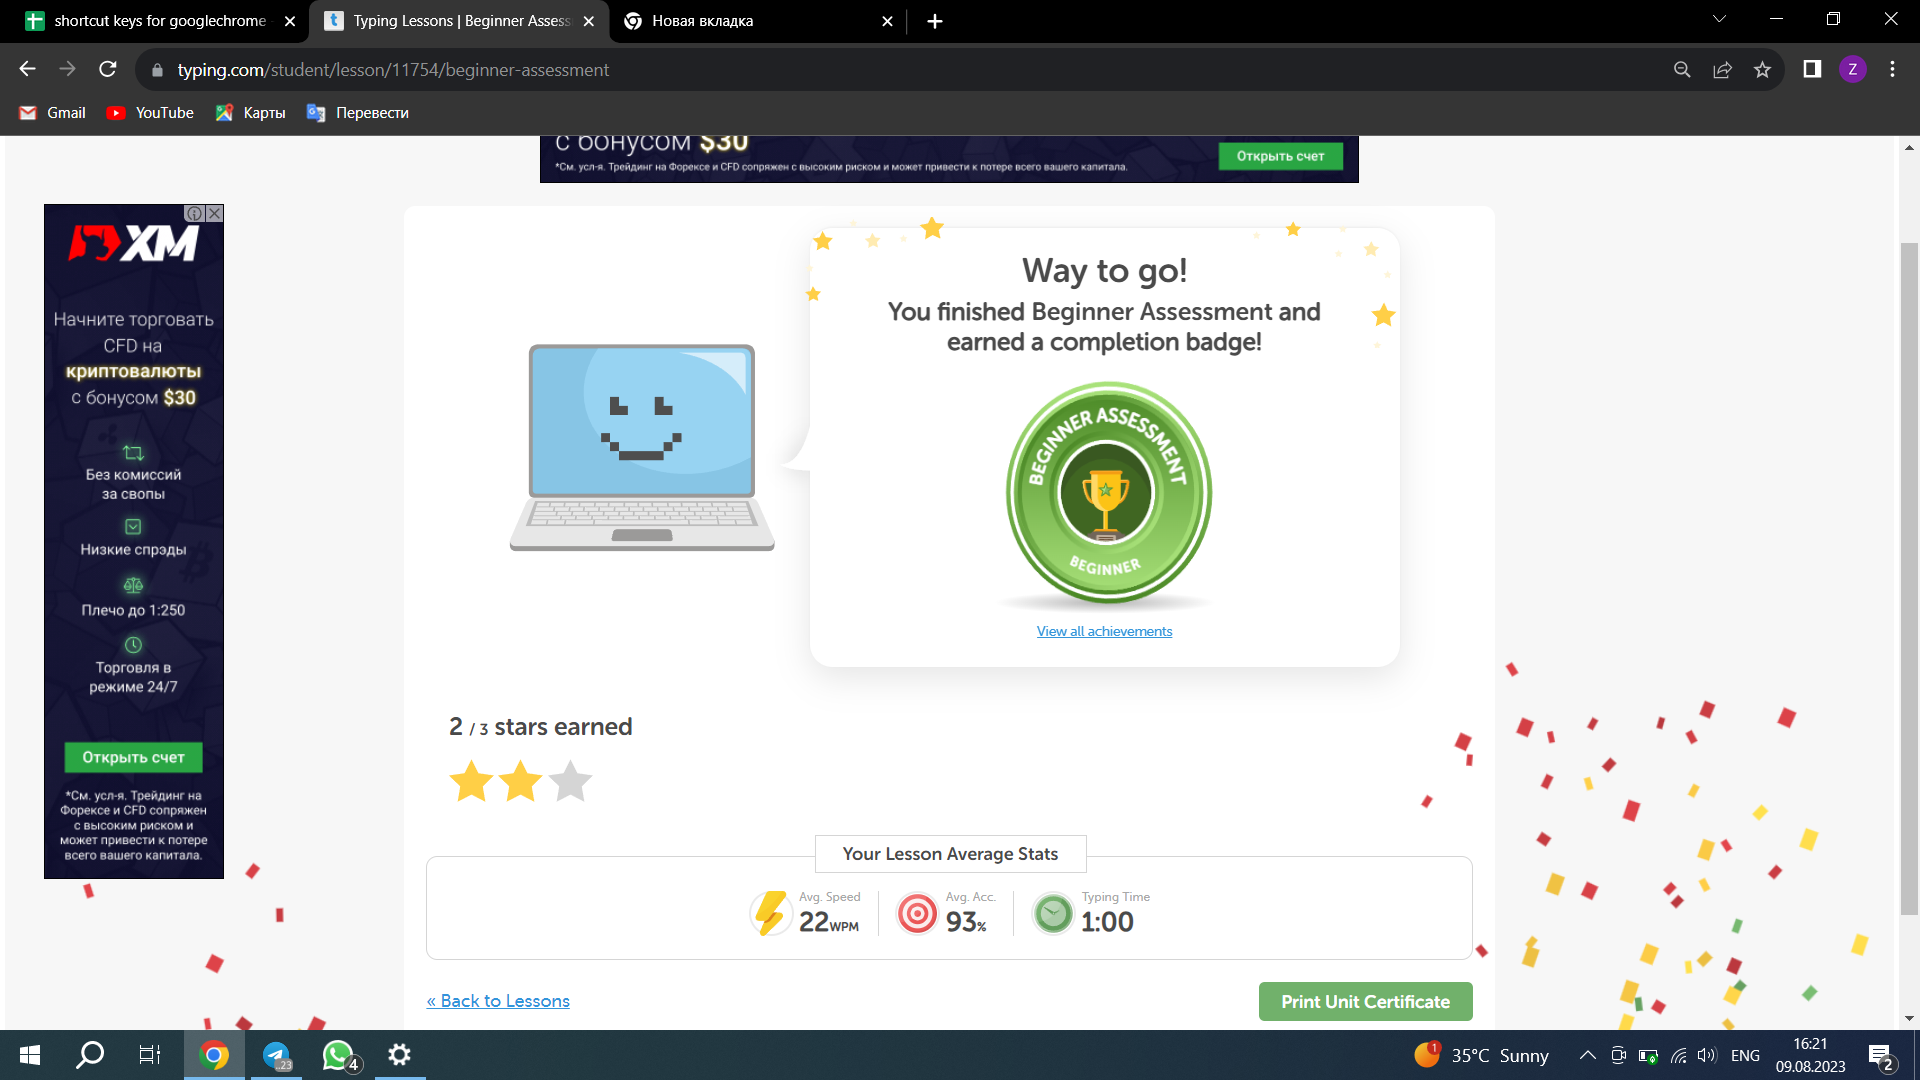 shortcut keys for googlechrome
Typing Lessons | Beginner Assess
Новая вкладка
typing.com/student/lesson/11754/beginner-assessment
Z
Gmail
YouTube
Карты
Перевести
с бонусом $30
*См. усл-я. Трейдинг на Форексе и CFD сопряжен с высоким риском и может привести к потере всего вашего капитала.
Открыть счет
XM
Начните торговать
CFD на
криптовалюты
с бонусом $30
Без комиссий
за свопы
Низкие спрэды
Плечо до 1:250
Торговля в
режиме 24/7
Открыть счет
*См. усл-я. Трейдинг на
Форексе и CFD сопряжен
с высоким риском и
может привести к потере
всего вашего капитала.
Way to go!
You finished Beginner Assessment and
earned a completion badge!
BEGINNER ASSESSMENT
BEGINNER
View all achievements
2 / 3 stars earned
Your Lesson Average Stats
Avg. Speed
22WPM
Avg. Acc.
93%
Typing Time
1:00
« Back to Lessons
Print Unit Certificate
23
4
1
35°C Sunny
ENG
16:21
09.08.2023
2